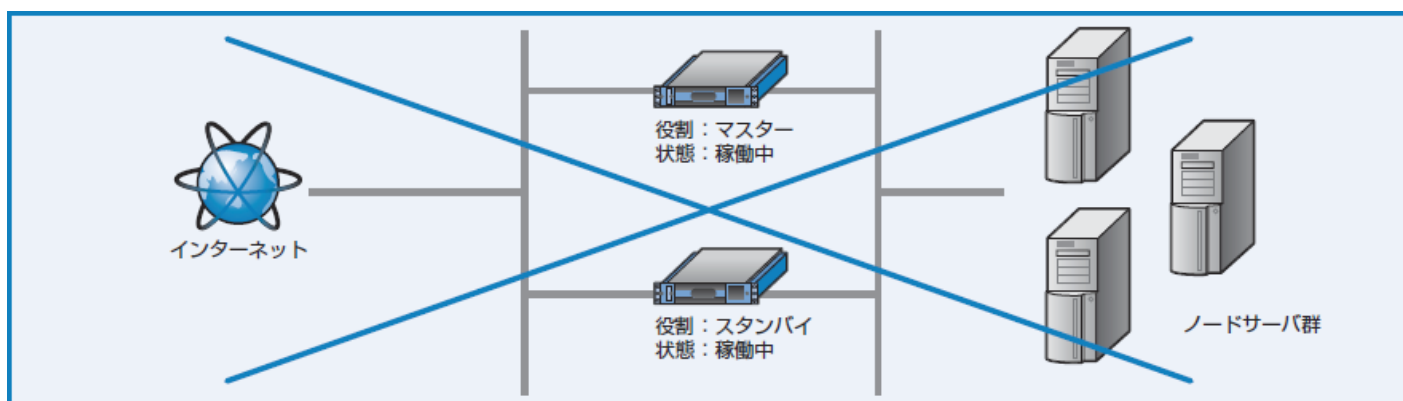 役割：マスター
状態：稼働中
インターネット
役割：スタンバイ
状態：稼働中
ノードサーバ群